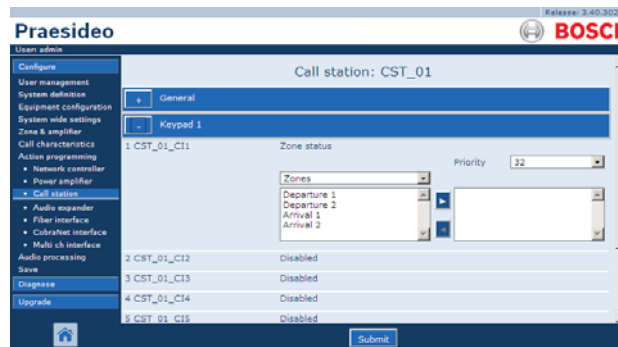 Release: 3.40.302
Praesideo
BOSC
User: admin
Configure
User management
System definition
Equipment configuration
System wide settings
Zone & amplifier
Call characteristics
Action programming
• Network controller
• Power amplifier
• Call station
• Audio expander
• Fiber interface
• CobraNet interface
• Multi ch interface
Audio processing
Save
Diagnose
Upgrade
Call station: CST_01
+ General
- Keypad 1
1 CST_01_CI1 Zone status
Priority 32
Zones
Departure 1
Departure 2
Arrival 1
Arrival 2
2 CST_01_CI2 Disabled
3 CST_01_CI3 Disabled
4 CST_01_CI4 Disabled
5 CST_01_CI5 Disabled
Submit